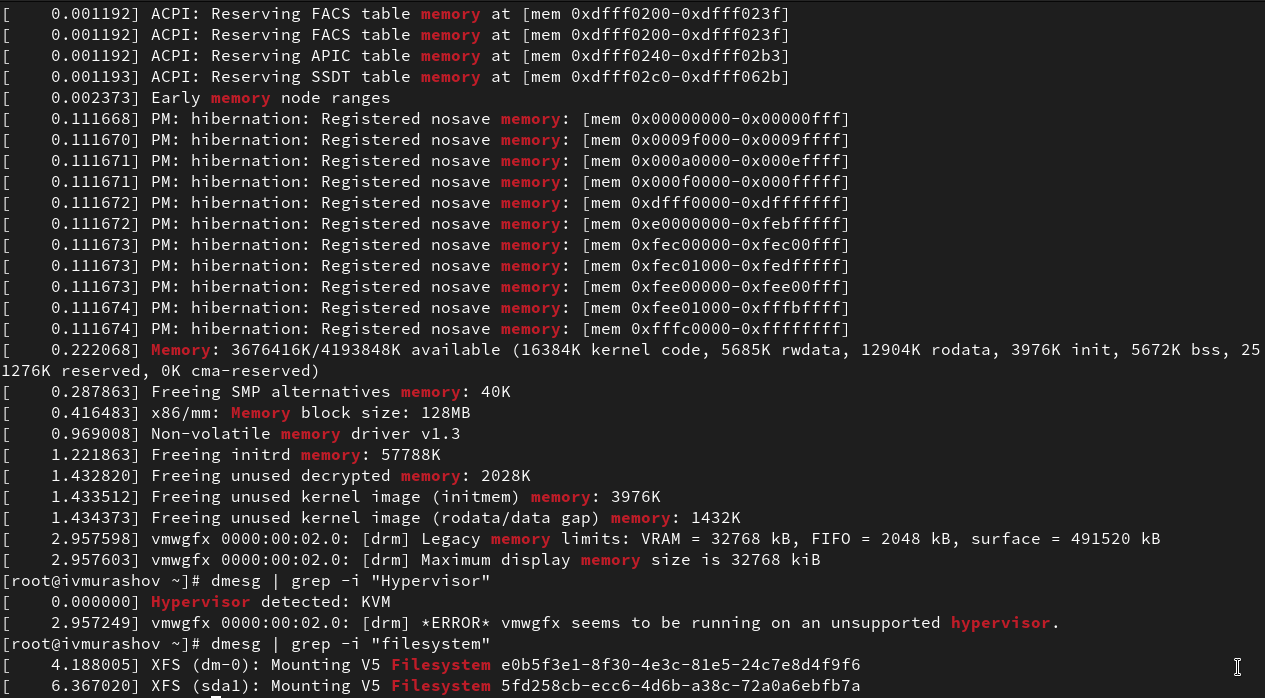 [    0.001192] ACPI: Reserving FACS table memory at [mem 0xdfff0200-0xdfff023f]
[    0.001192] ACPI: Reserving FACS table memory at [mem 0xdfff0200-0xdfff023f]
[    0.001192] ACPI: Reserving APIC table memory at [mem 0xdfff0240-0xdfff02b3]
[    0.001193] ACPI: Reserving SSDT table memory at [mem 0xdfff02c0-0xdfff062b]
[    0.002373] Early memory node ranges
[    0.111668] PM: hibernation: Registered nosave memory: [mem 0x00000000-0x00000fff]
[    0.111670] PM: hibernation: Registered nosave memory: [mem 0x0009f000-0x0009ffff]
[    0.111671] PM: hibernation: Registered nosave memory: [mem 0x000a0000-0x000effff]
[    0.111671] PM: hibernation: Registered nosave memory: [mem 0x000f0000-0x000fffff]
[    0.111672] PM: hibernation: Registered nosave memory: [mem 0xdfff0000-0xdfffffff]
[    0.111672] PM: hibernation: Registered nosave memory: [mem 0xe0000000-0xfebfffff]
[    0.111673] PM: hibernation: Registered nosave memory: [mem 0xfec00000-0xfec00fff]
[    0.111673] PM: hibernation: Registered nosave memory: [mem 0xfec01000-0xfedfffff]
[    0.111673] PM: hibernation: Registered nosave memory: [mem 0xfee00000-0xfee00fff]
[    0.111674] PM: hibernation: Registered nosave memory: [mem 0xfee01000-0xfffbffff]
[    0.111674] PM: hibernation: Registered nosave memory: [mem 0xfffc0000-0xffffffff]
[    0.222068] Memory: 3676416K/4193848K available (16384K kernel code, 5685K rwdata, 12904K rodata, 3976K init, 5672K bss, 25
1276K reserved, 0K cma-reserved)
[    0.287863] Freeing SMP alternatives memory: 40K
[    0.416483] x86/mm: Memory block size: 128MB
[    0.969008] Non-volatile memory driver v1.3
[    1.221863] Freeing initrd memory: 57788K
[    1.432820] Freeing unused decrypted memory: 2028K
[    1.433512] Freeing unused kernel image (initmem) memory: 3976K
[    1.434373] Freeing unused kernel image (rodata/data gap) memory: 1432K
[    2.957598] vmwgfx 0000:00:02.0: [drm] Legacy memory limits: VRAM = 32768 kB, FIFO = 2048 kB, surface = 491520 kB
[    2.957603] vmwgfx 0000:00:02.0: [drm] Maximum display memory size is 32768 kiB
[root@ivmurashov ~]# dmesg | grep -i "Hypervisor"
[    0.000000] Hypervisor detected: KVM
[    2.957249] vmwgfx 0000:00:02.0: [drm] *ERROR* vmwgfx seems to be running on an unsupported hypervisor.
[root@ivmurashov ~]# dmesg | grep -i "filesystem"
[    4.188005] XFS (dm-0): Mounting V5 Filesystem e0b5f3e1-8f30-4e3c-81e5-24c7e8d4f9f6
[    6.367020] XFS (sda1): Mounting V5 Filesystem 5fd258cb-ecc6-4d6b-a38c-72a0a6ebfb7a